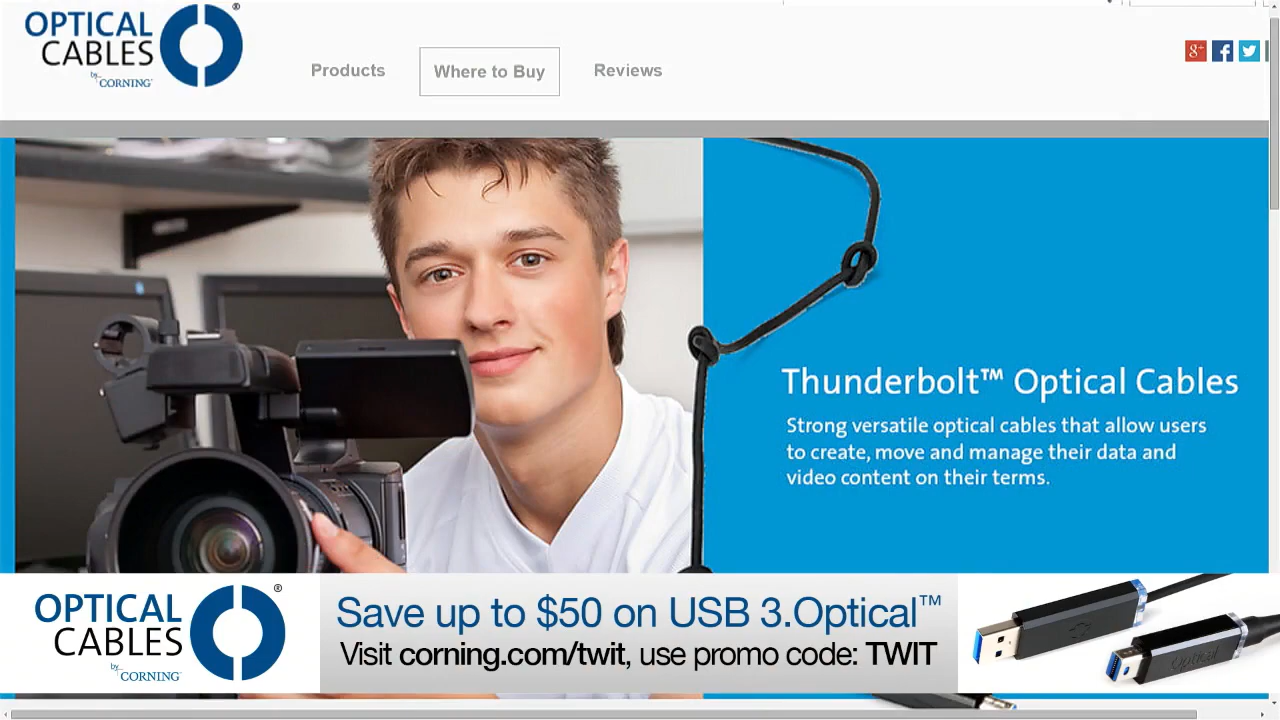 OPTICAL
CABLES
by CORNING
®
Products
Where to Buy
Reviews
g+
Thunderbolt™ Optical Cables
Strong versatile optical cables that allow users
to create, move and manage their data and
video content on their terms.
OPTICAL
CABLES
by CORNING
®
Save up to $50 on USB 3.Optical™
Visit corning.com/twit, use promo code: TWIT
Optical